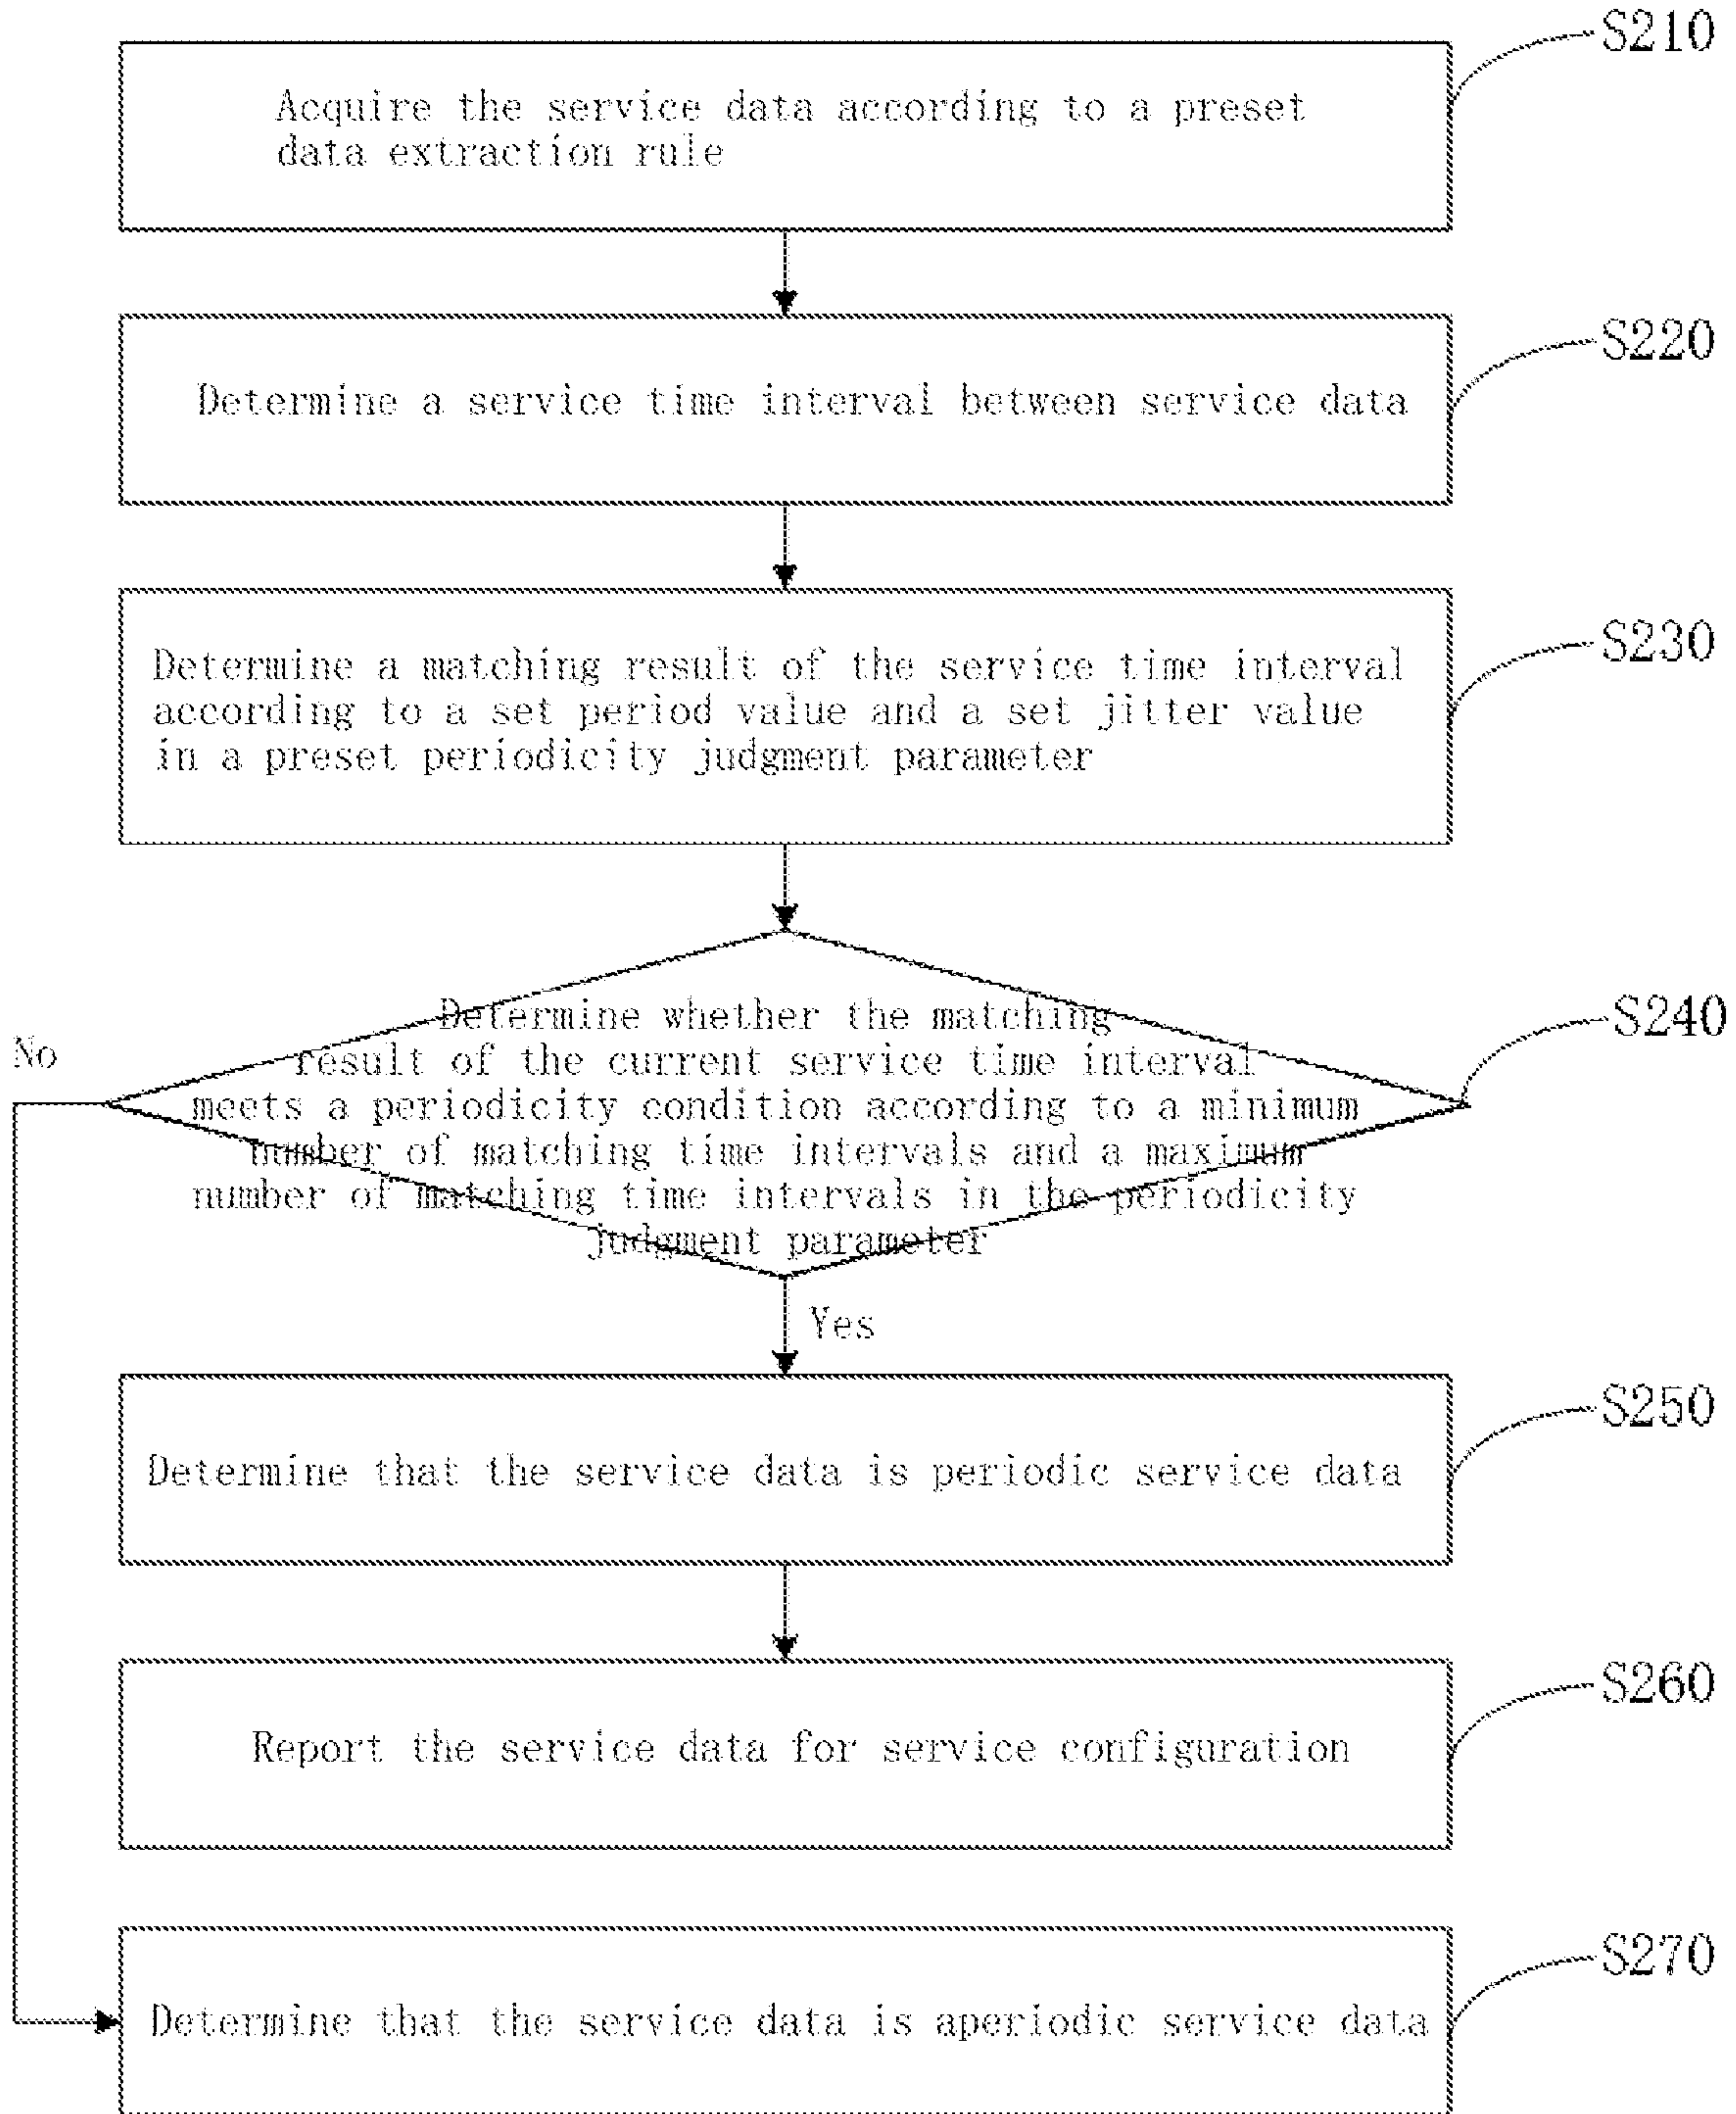 S210
Acquire the service data according to a preset
data extraction rule
S220
Determine a service time interval between service data
S230
Determine a matching result of the service time interval
according to a set period value and a set jitter value
in a preset periodicity judgment parameter
S240
Determine whether the matching
result of the current service time interval
meets a periodicity condition according to a minimum
number of matching time intervals and a maximum
number of matching time intervals in the periodicity
judgment parameter
No
Yes
S250
Determine that the service data is periodic service data
S260
Report the service data for service configuration
S270
Determine that the service data is aperiodic service data